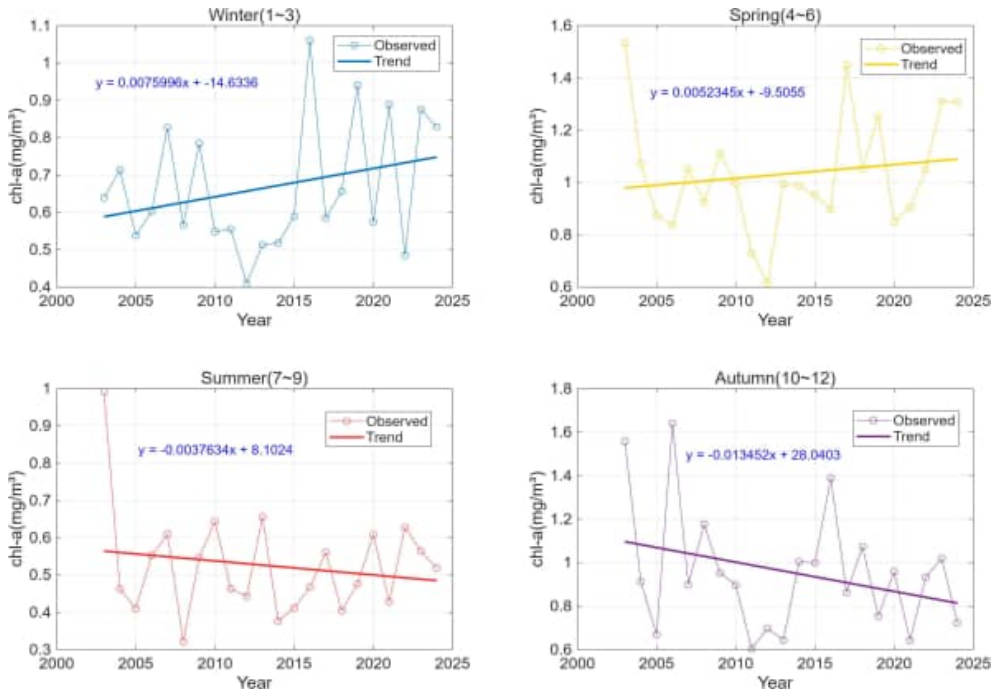 Winter(1~3)
1.1
1
0.9
0.8
0.7
0.6
0.5
0.4
chl-a(mg/m³)
Observed
Trend
y = 0.0075996x + -14.6336
2000 2005 2010 2015 2020 2025
Year
Spring(4~6)
1.6
1.4
1.2
1
0.8
0.6
chl-a(mg/m³)
Observed
Trend
y = 0.0052345x + -9.5055
2000 2005 2010 2015 2020 2025
Year
Summer(7~9)
1
0.9
0.8
0.7
0.6
0.5
0.4
0.3
chl-a(mg/m³)
Observed
Trend
y = -0.0037634x + 8.1024
2000 2005 2010 2015 2020 2025
Year
Autumn(10~12)
1.8
1.6
1.4
1.2
1
0.8
0.6
chl-a(mg/m³)
Observed
Trend
y = -0.013452x + 28.0403
2000 2005 2010 2015 2020 2025
Year